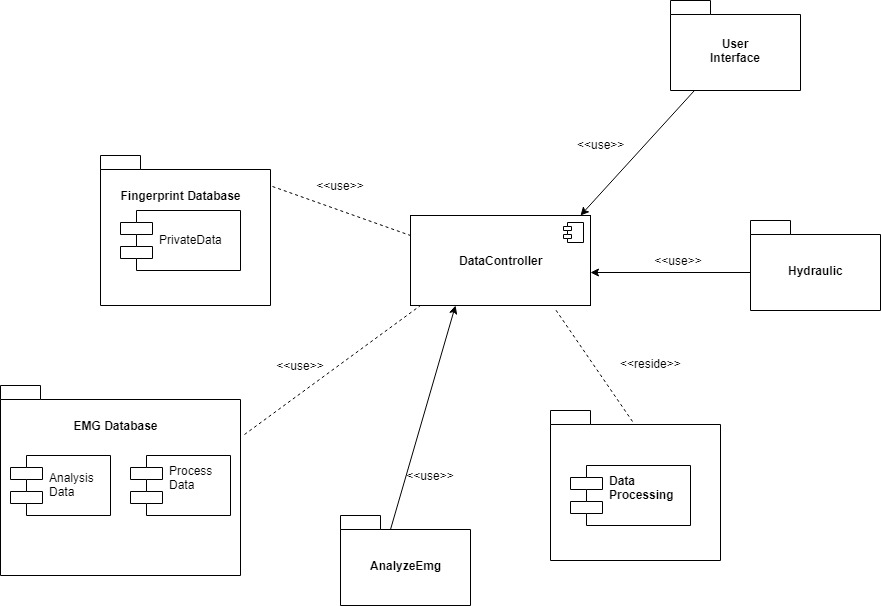 User
Interface
<<use>>
Fingerprint Database
<<use>>
PrivateData
DataController
<<use>>
Hydraulic
<<use>>
<<reside>>
EMG Database
Analysis
Data
Process
Data
<<use>>
Data
Processing
AnalyzeEmg